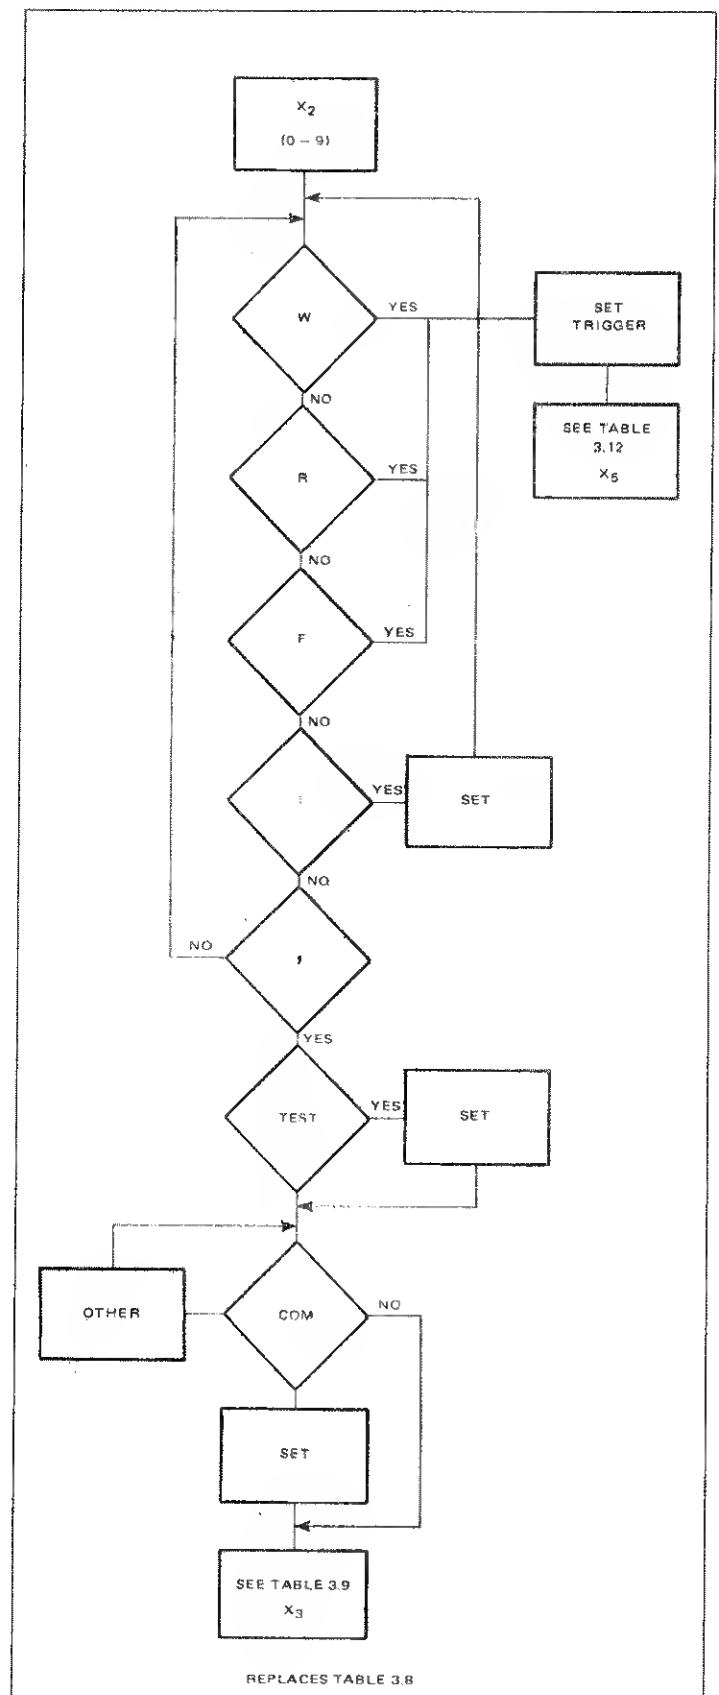 X2
(0 – 9)
W
YES
SET
TRIGGER
NO
SEE TABLE
3.12
X5
R
YES
NO
F
YES
NO
:
YES
SET
NO
,
NO
YES
TEST
YES
SET
OTHER
COM
NO
SET
SEE TABLE 3.9
X3
REPLACES TABLE 3.8